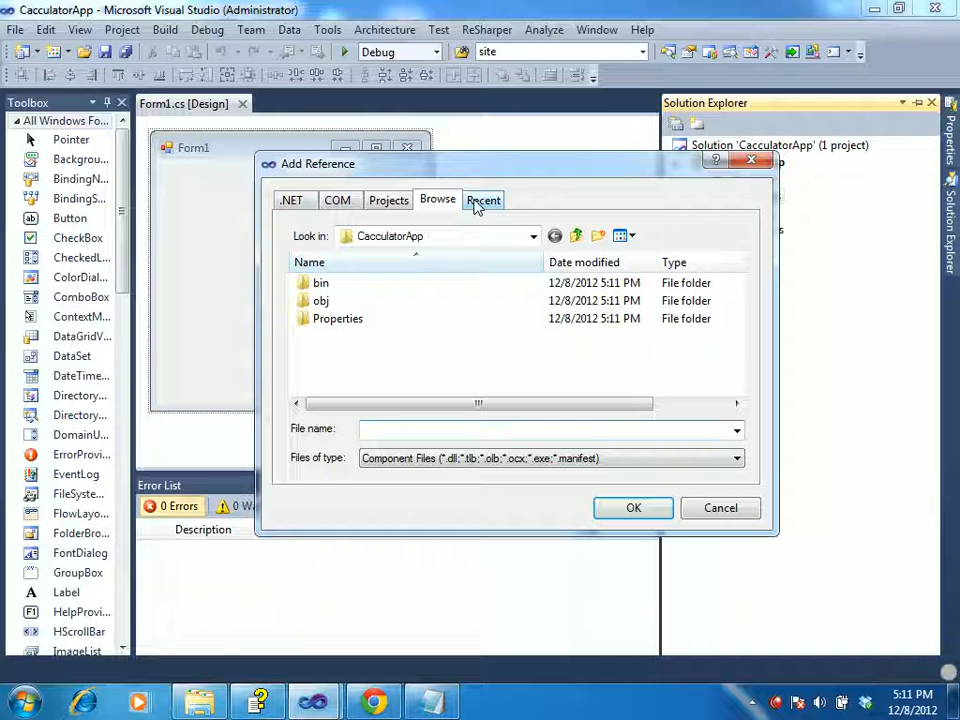 CacculatorApp - Microsoft Visual Studio (Administrator)
File Edit View Project Build Debug Team Data Tools Architecture Test ReSharper Analyze Window Help
Debug site
Toolbox
All Windows Fo...
Pointer
Backgrou...
BindingN...
BindingS...
Button
CheckBox
CheckedL...
ColorDial...
ComboBox
ContextM...
DataGridV...
DataSet
DateTime...
Directory...
Directory...
DomainU...
ErrorProvi...
EventLog
FileSyste...
FlowLayo...
FolderBro...
FontDialog
GroupBox
Label
HelpProvi...
HScrollBar
ImageList
Form1.cs [Design]
Form1
Add Reference
.NET COM Projects Browse Recent
Look in: CacculatorApp
Name Date modified Type
bin 12/8/2012 5:11 PM File folder
obj 12/8/2012 5:11 PM File folder
Properties 12/8/2012 5:11 PM File folder
File name:
Files of type: Component Files (*.dll;*.tlb;*.olb;*.ocx;*.exe;*.manifest)
OK Cancel
Error List
0 Errors 0 Wa
Description
Solution Explorer
Solution 'CacculatorApp' (1 project)
Properties
Solution Explorer
5:11 PM
12/8/2012